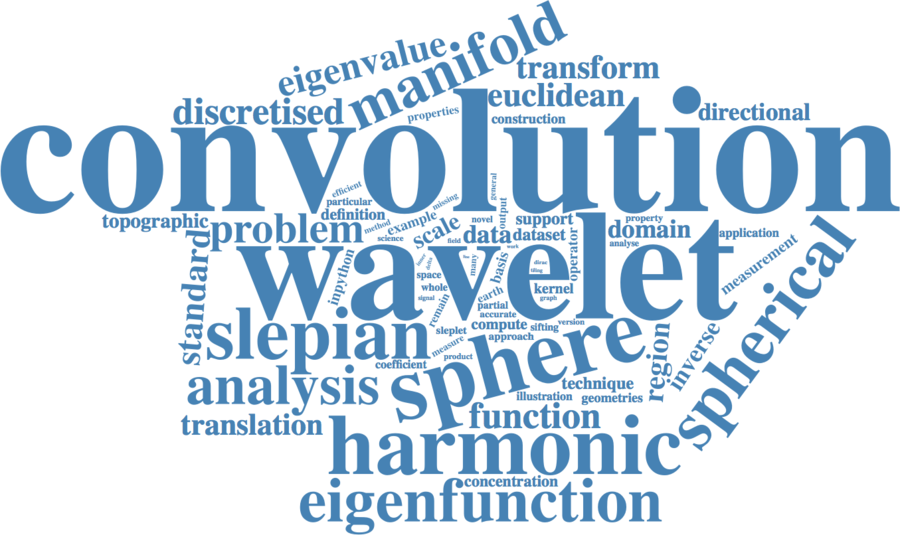 eigenvalue
manifold
transform
euclidean
discretised
properties
construction
directional
convolution
efficient
particular
missing
general
topographic
definition
problem
method
example
science
scale
field
novel
data
output
support
dataset
property
domain
analyse
application
operator
work
standard
inpython
wavelet
space
whole
signal
many
basis
dirac
tiling
kernel
graph
measurement
spherical
remain
earth
partial
accurate
slepian
sleplet
compute
sifting
version
approach
measure
product
coefficient
sphere
region
inverse
analysis
technique
illustration
geometries
translation
function
harmonic
concentration
eigenfunction